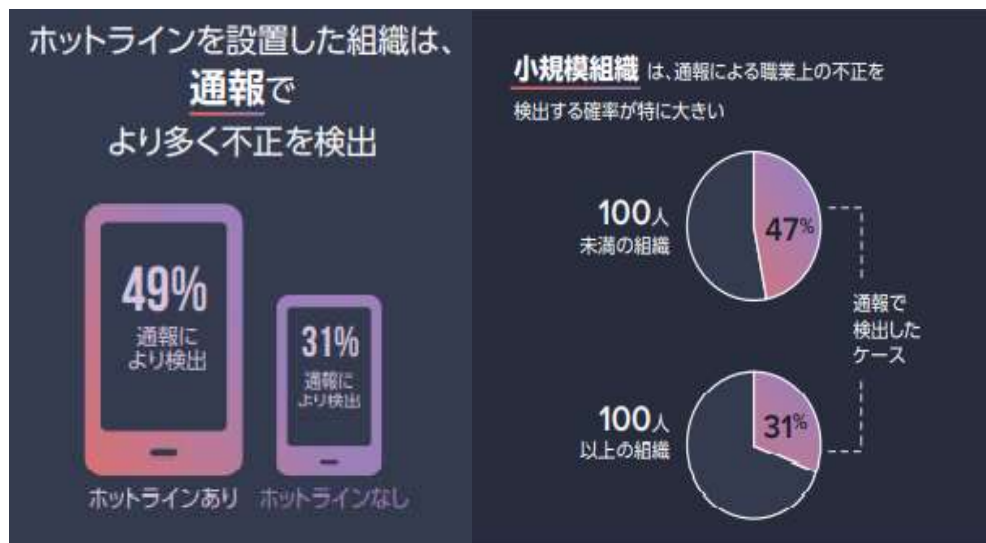 ホットラインを設置した組織は、
通報で
より多く不正を検出
49%
通報に
より検出
31%
通報に
より検出
ホットラインあり
ホットラインなし
小規模組織 は、通報による職業上の不正を
検出する確率が特に大きい
100人
未満の組織
47%
通報で
検出した
ケース
100人
以上の組織
31%